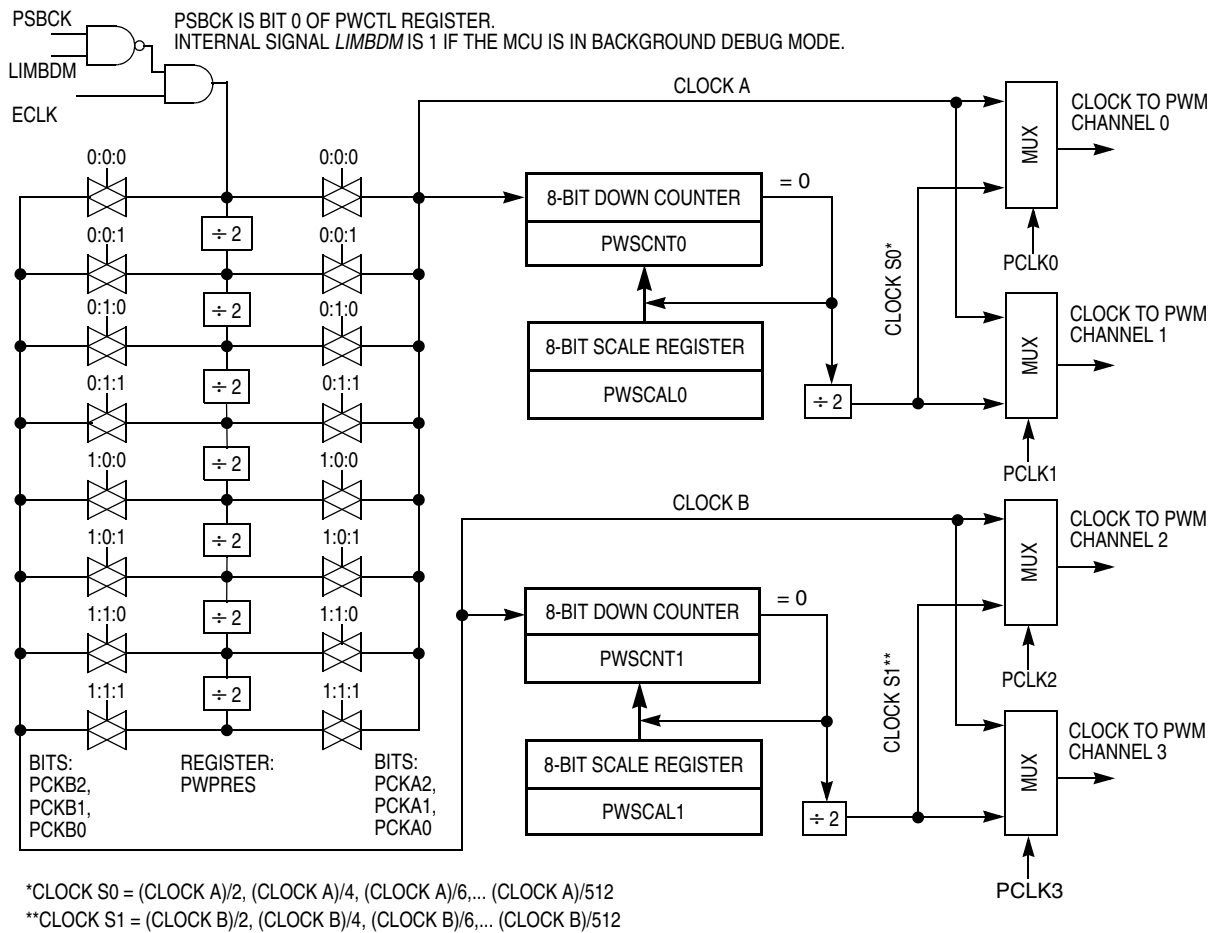 PSBCK
PSBCK IS BIT 0 OF PWCTL REGISTER.
INTERNAL SIGNAL LIMBDM IS 1 IF THE MCU IS IN BACKGROUND DEBUG MODE.
LIMBDM
ECLK
CLOCK A
CLOCK TO PWM
CHANNEL 0
MUX
PCLK0
0:0:0
0:0:0
÷ 2
0:0:1
0:0:1
÷ 2
0:1:0
0:1:0
÷ 2
0:1:1
0:1:1
÷ 2
1:0:0
1:0:0
÷ 2
1:0:1
1:0:1
÷ 2
1:1:0
1:1:0
÷ 2
1:1:1
1:1:1
8-BIT DOWN COUNTER
= 0
PWSCNT0
8-BIT SCALE REGISTER
PWSCAL0
÷ 2
CLOCK S0*
CLOCK TO PWM
CHANNEL 1
MUX
PCLK1
CLOCK B
CLOCK TO PWM
CHANNEL 2
MUX
PCLK2
8-BIT DOWN COUNTER
= 0
PWSCNT1
8-BIT SCALE REGISTER
PWSCAL1
÷ 2
CLOCK S1**
CLOCK TO PWM
CHANNEL 3
MUX
PCLK3
BITS:
PCKB2,
PCKB1,
PCKB0
REGISTER:
PWPRES
BITS:
PCKA2,
PCKA1,
PCKA0
*CLOCK S0 = (CLOCK A)/2, (CLOCK A)/4, (CLOCK A)/6,... (CLOCK A)/512
**CLOCK S1 = (CLOCK B)/2, (CLOCK B)/4, (CLOCK B)/6,... (CLOCK B)/512